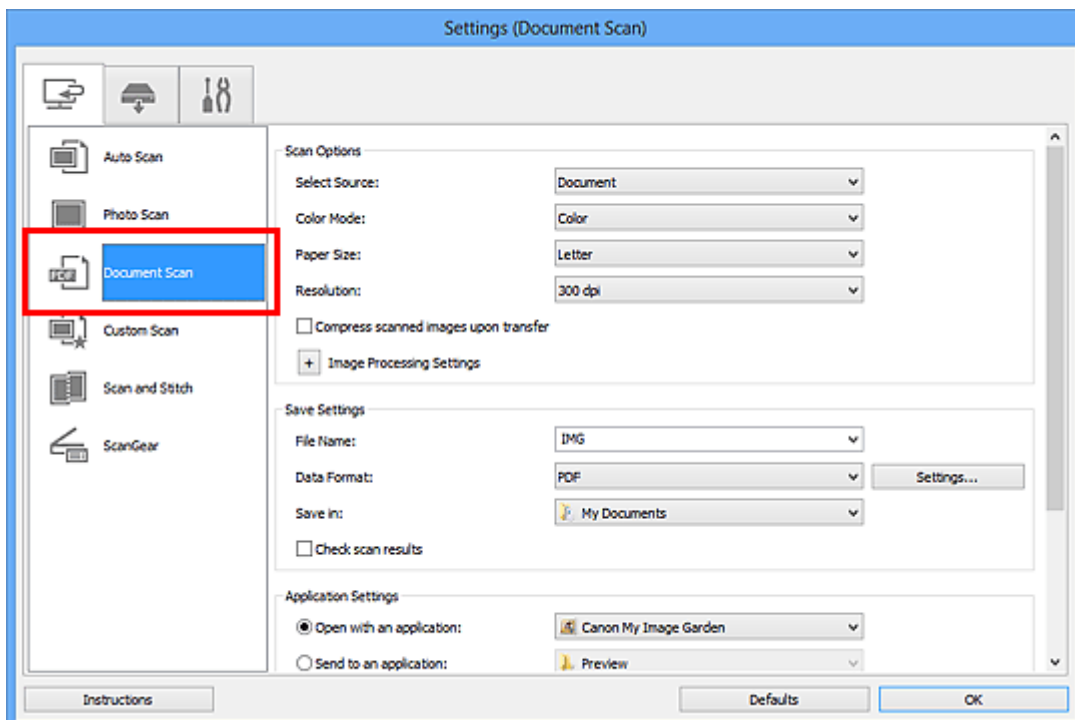 Settings (Document Scan)
Auto Scan
Photo Scan
PDF
Document Scan
Custom Scan
Scan and Stitch
ScanGear
Scan Options
Select Source: Document
Color Mode: Color
Paper Size: Letter
Resolution: 300 dpi
Compress scanned images upon transfer
+ Image Processing Settings
Save Settings
File Name: IMG
Data Format: PDF Settings...
Save in: My Documents
Check scan results
Application Settings
Open with an application: Canon My Image Garden
Send to an application: Preview
Instructions Defaults OK